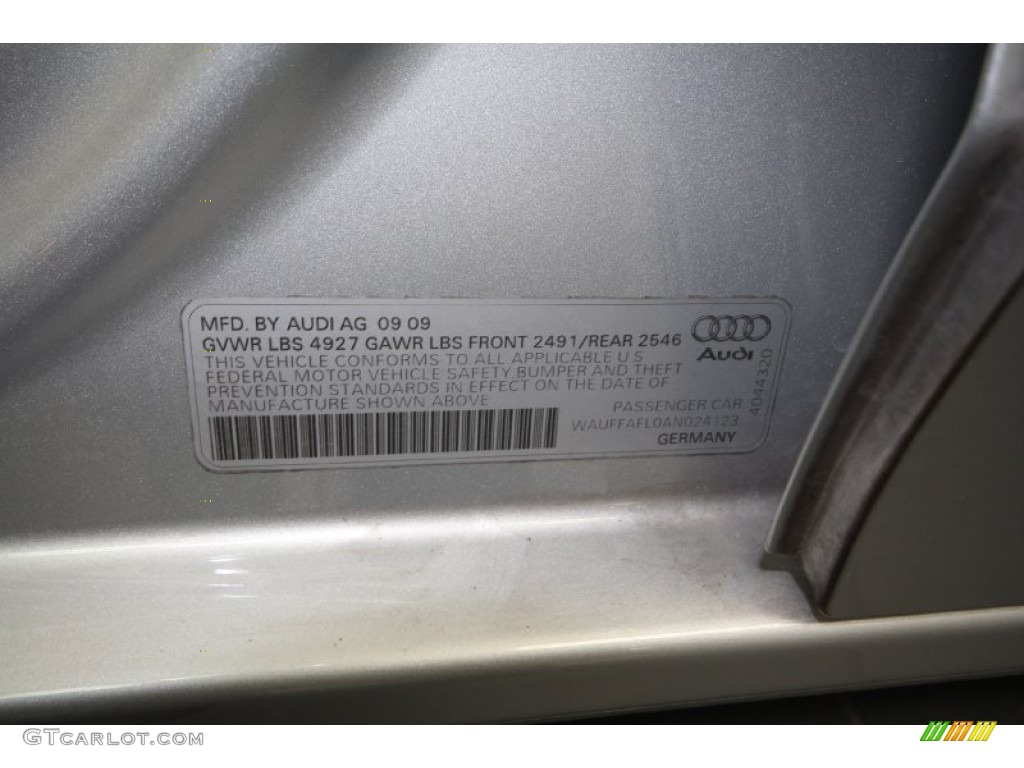 MFD. BY AUDI AG 09 09
GVWR LBS 4927 GAWR LBS FRONT 2491/REAR 2546
THIS VEHICLE CONFORMS TO ALL APPLICABLE U S
FEDERAL MOTOR VEHICLE SAFETY,BUMPER AND THEFT
PREVENTION STANDARDS IN EFFECT ON THE DATE OF
MANUFACTURE SHOWN ABOVE
Audi
4044320
PASSENGER CAR
WAUFFAFL0AN024123
GERMANY
GTCarLot.com